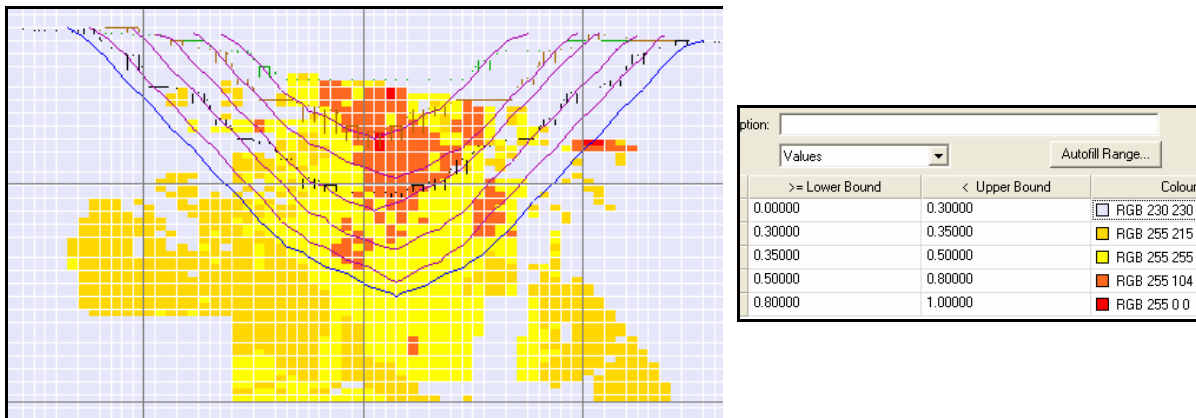 ption:
Values
Autofill Range...
>= Lower Bound < Upper Bound Colour
0.00000 0.30000 RGB 230 230
0.30000 0.35000 RGB 255 215
0.35000 0.50000 RGB 255 255
0.50000 0.80000 RGB 255 104
0.80000 1.00000 RGB 255 0 0